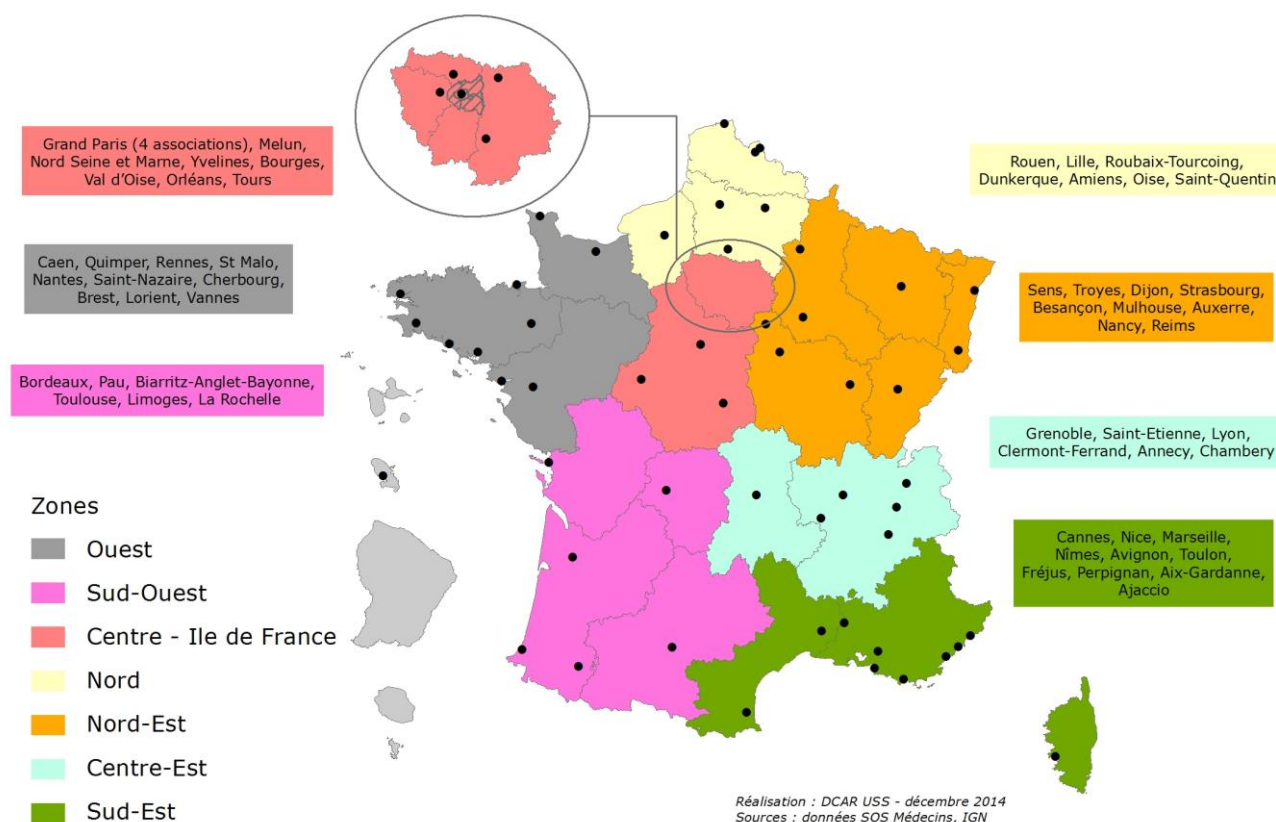 Grand Paris (4 associations), Melun,
Nord Seine et Marne, Yvelines, Bourges,
Val d'Oise, Orléans, Tours
Caen, Quimper, Rennes, St Malo,
Nantes, Saint-Nazaire, Cherbourg,
Brest, Lorient, Vannes
Bordeaux, Pau, Biarritz-Anglet-Bayonne,
Toulouse, Limoges, La Rochelle
Rouen, Lille, Roubaix-Tourcoing,
Dunkerque, Amiens, Oise, Saint-Quentin
Sens, Troyes, Dijon, Strasbourg,
Besançon, Mulhouse, Auxerre,
Nancy, Reims
Grenoble, Saint-Etienne, Lyon,
Clermont-Ferrand, Annecy, Chambery
Cannes, Nice, Marseille,
Nîmes, Avignon, Toulon,
Fréjus, Perpignan, Aix-Gardanne,
Ajaccio
Zones
Ouest
Sud-Ouest
Centre - Ile de France
Nord
Nord-Est
Centre-Est
Sud-Est
Réalisation : DCAR USS - décembre 2014
Sources : données SOS Médecins, IGN